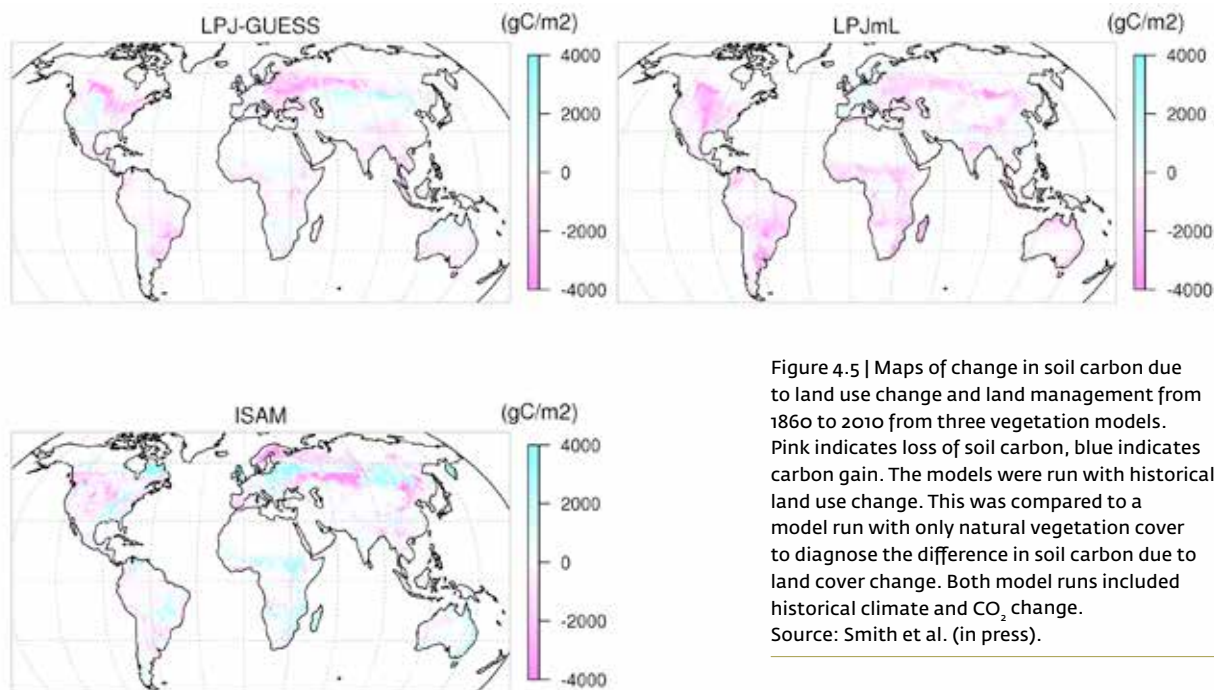 LPJ-GUESS
(gC/m2)
4000
2000
0
-2000
-4000
LPJmL
(gC/m2)
4000
2000
0
-2000
-4000
ISAM
(gC/m2)
4000
2000
0
-2000
-4000
Figure 4.5 | Maps of change in soil carbon due
to land use change and land management from
1860 to 2010 from three vegetation models.
Pink indicates loss of soil carbon, blue indicates
carbon gain. The models were run with historical
land use change. This was compared to a
model run with only natural vegetation cover
to diagnose the difference in soil carbon due to
land cover change. Both model runs included
historical climate and CO₂ change.
Source: Smith et al. (in press).